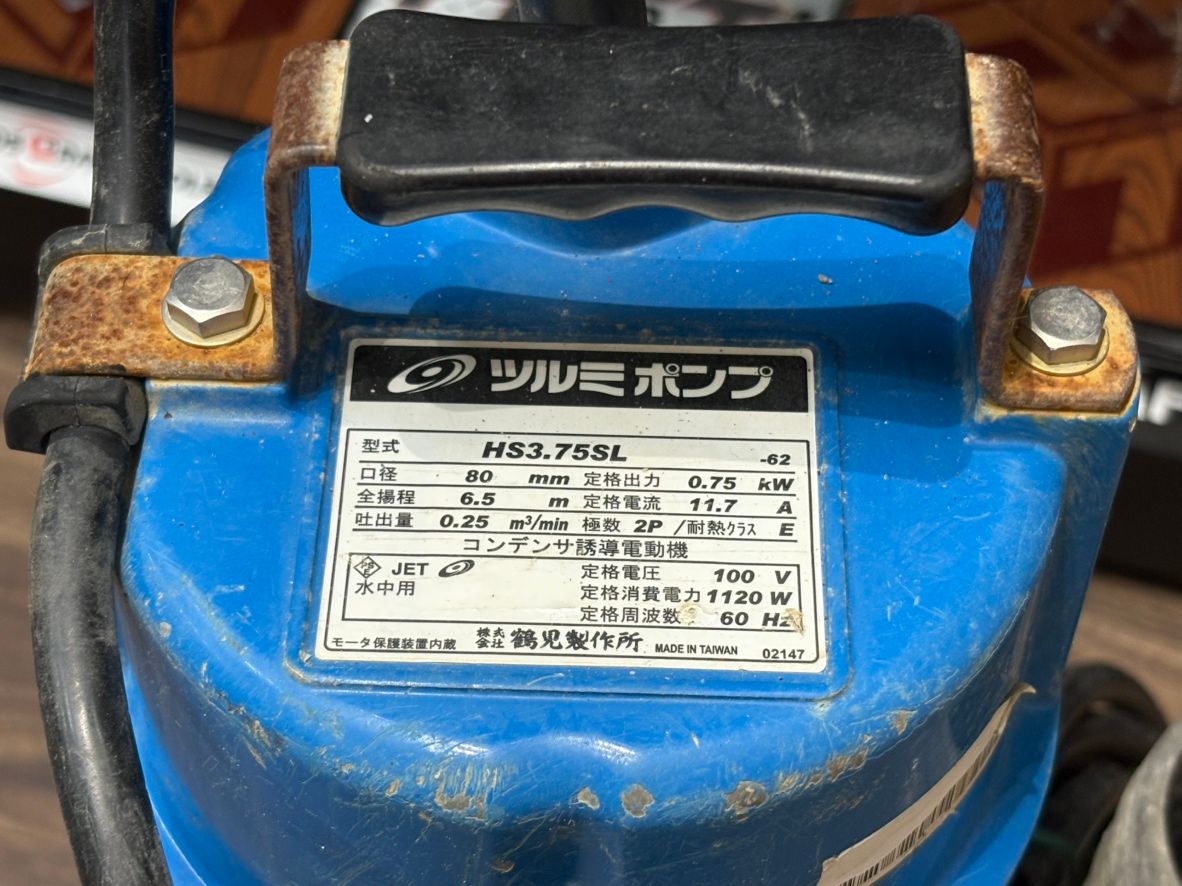 ツルミポンプ
型式 HS3.75SL -62
口径 80 mm 定格出力 0.75 kW
全揚程 6.5 m 定格電流 11.7 A
吐出量 0.25 m³/min 極数 2P /耐熱クラス E
コンデンサ誘導電動機
PSE JET 定格電圧 100 V
水中用 定格消費電力 1120 W
定格周波数 60 Hz
モータ保護装置内蔵 株式会社 鶴見製作所 MADE IN TAIWAN 02147